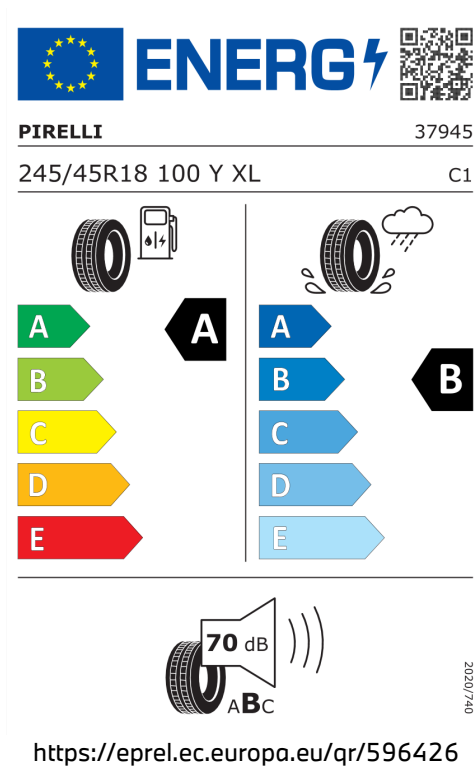 ENERG
PIRELLI 37945
245/45R18 100 Y XL C1
A A A
B B B
C C
D D
E E
70 dB
ABC
2020/740
https://eprel.ec.europa.eu/qr/596426